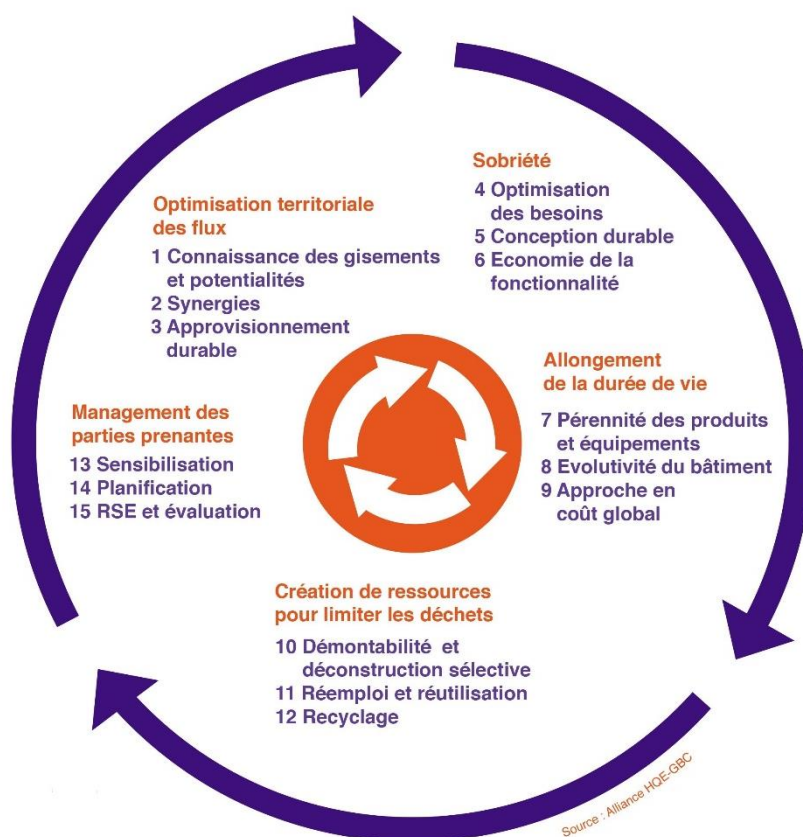 Optimisation territoriale
des flux
1 Connaissance des gisements
et potentialités
2 Synergies
3 Approvisionnement
durable
Sobriété
4 Optimisation
des besoins
5 Conception durable
6 Economie de la
fonctionnalité
Allongement
de la durée de vie
7 Pérennité des produits
et équipements
8 Evolutivité du bâtiment
9 Approche en
coût global
Création de ressources
pour limiter les déchets
10 Démontabilité et
déconstruction sélective
11 Réemploi et réutilisation
12 Recyclage
Management des
parties prenantes
13 Sensibilisation
14 Planification
15 RSE et évaluation
Source : Alliance HQE-GBC